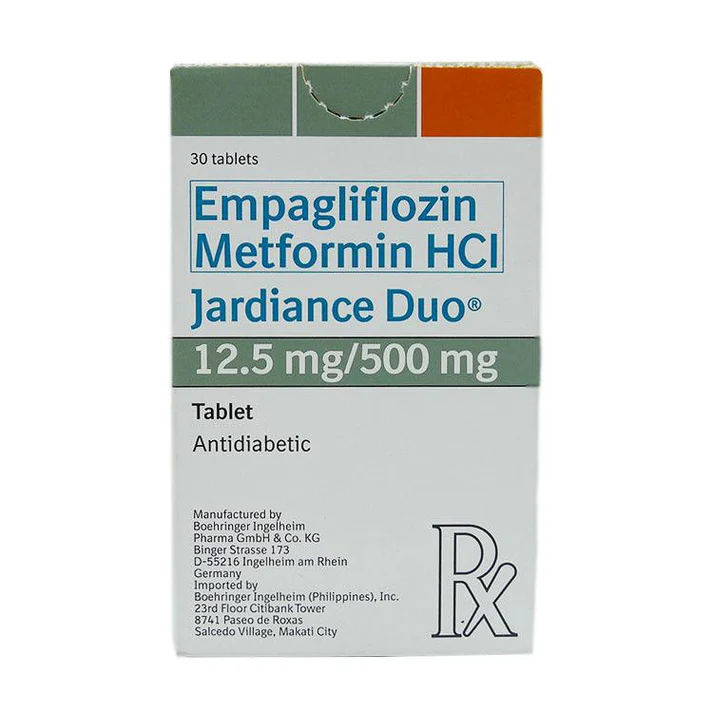 30 tablets
Empagliflozin
Metformin HCl
Jardiance Duo®
12.5 mg/500 mg
Tablet
Antidiabetic
Manufactured by
Boehringer Ingelheim
Pharma GmbH & Co. KG
Binger Strasse 173
D-55216 Ingelheim am Rhein
Germany
Imported by
Boehringer Ingelheim (Philippines), Inc.
23rd Floor Citibank Tower
8741 Paseo de Roxas
Salcedo Village, Makati City
Rx